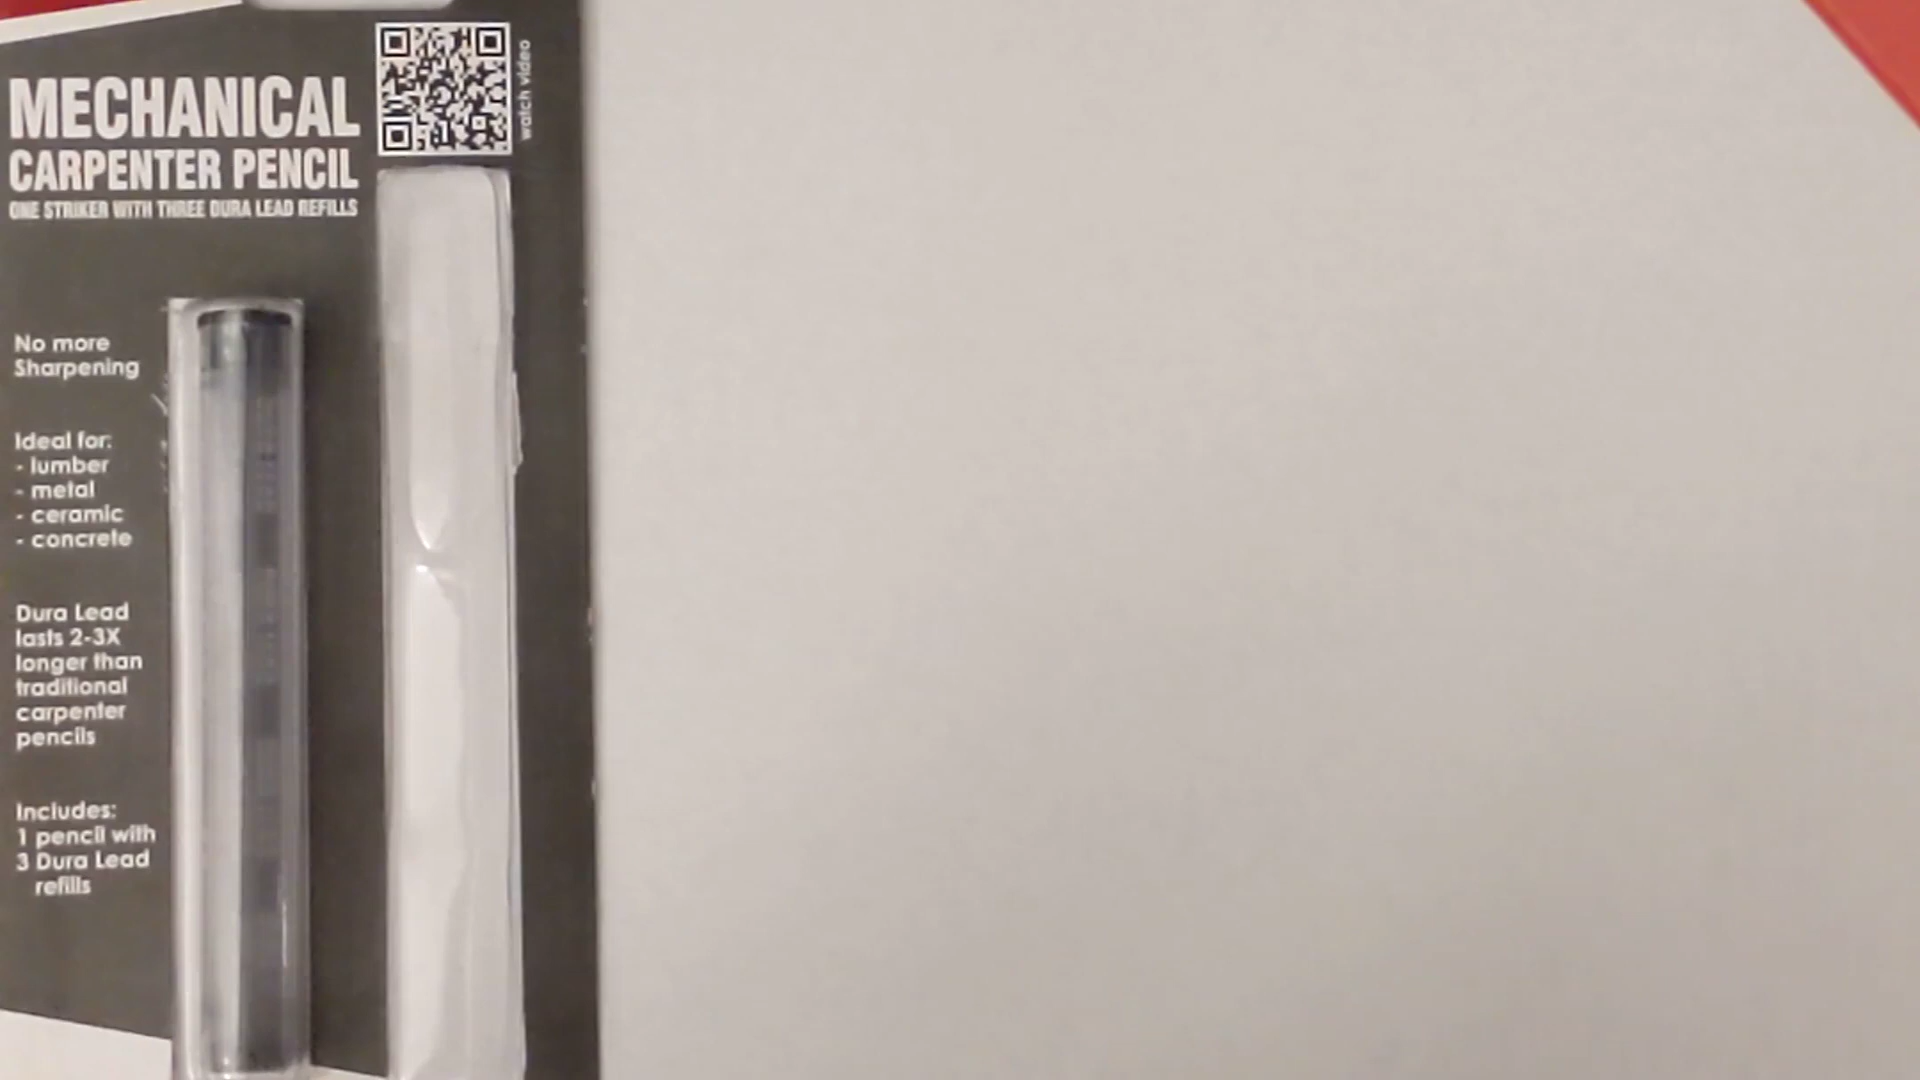 MECHANICAL
CARPENTER PENCIL
ONE STRIKER WITH THREE DURA LEAD REFILLS
watch video
No more
Sharpening
Ideal for:
- lumber
- metal
- ceramic
- concrete
Dura Lead
lasts 2-3X
longer than
traditional
carpenter
pencils
Includes:
1 pencil with
3 Dura Lead
refills